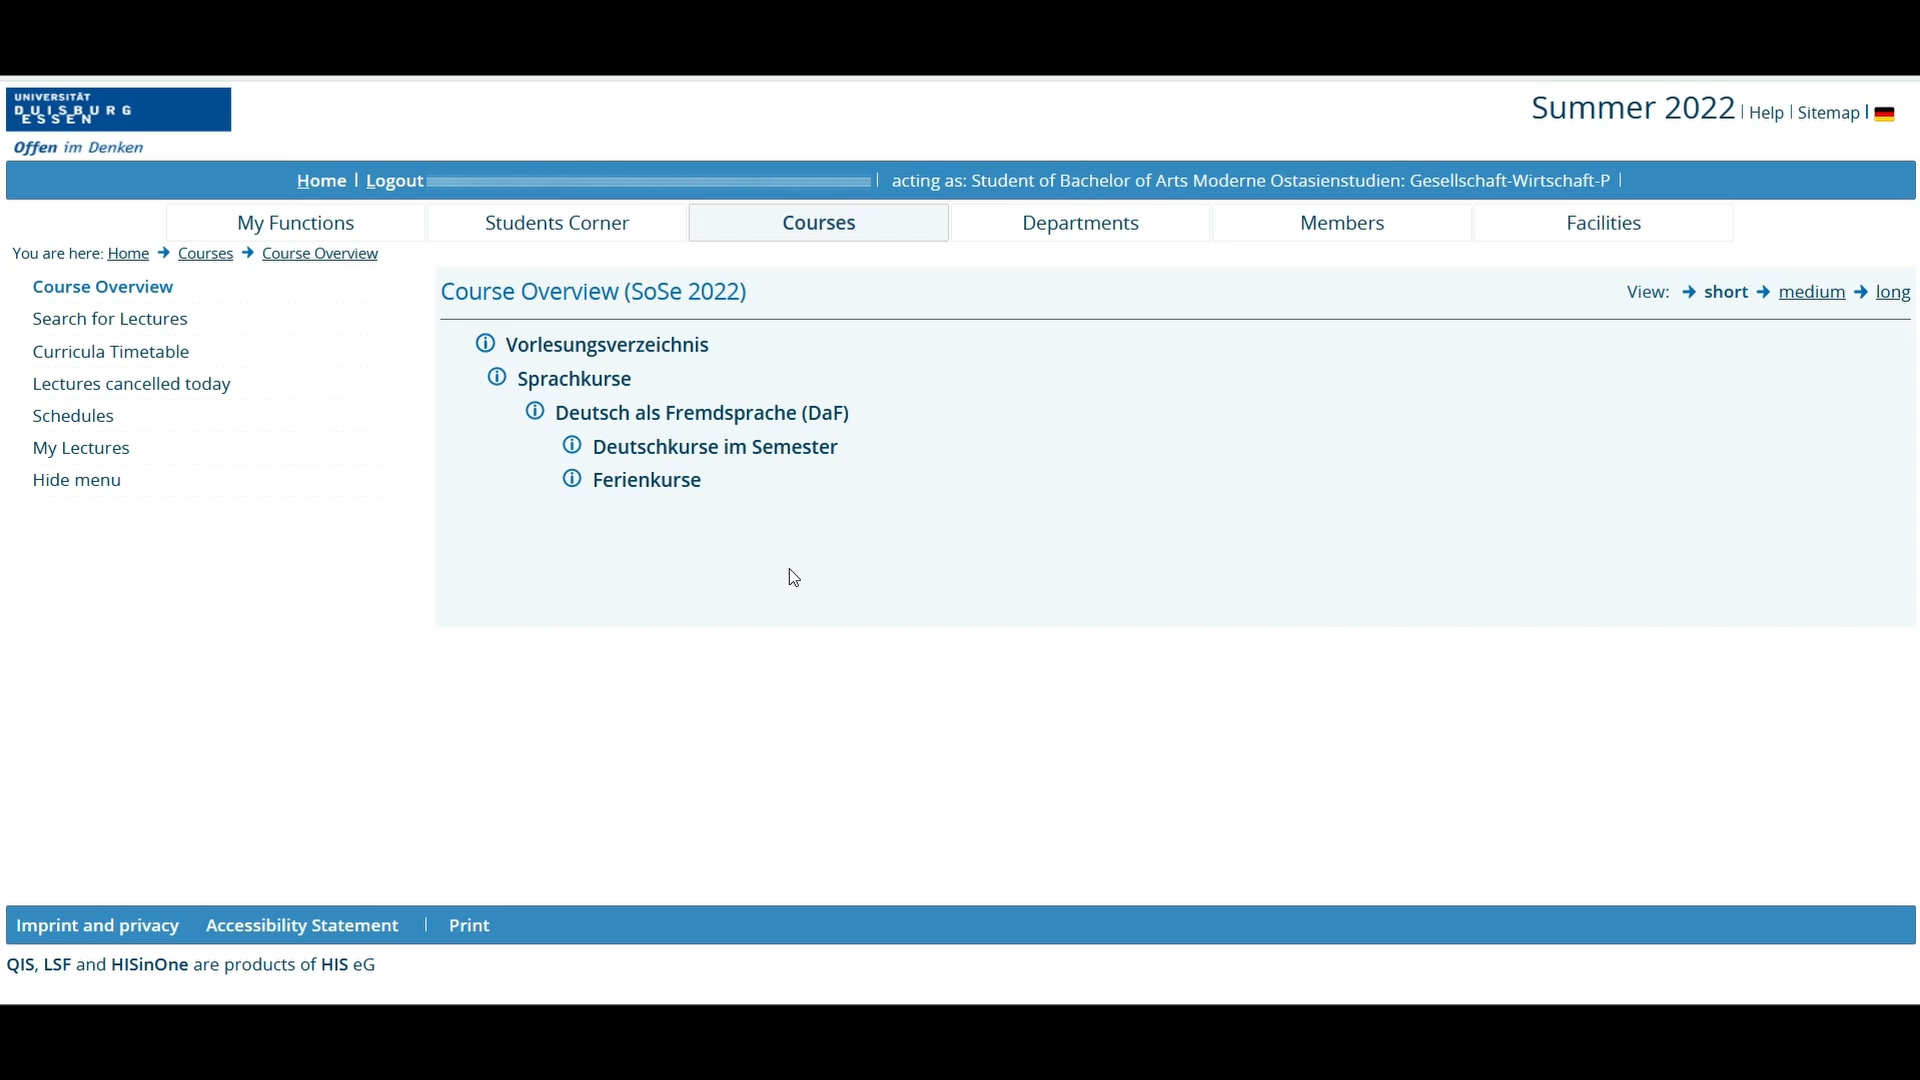 UNIVERSITÄT
DUISBURG
ESSEN
Offen im Denken
Summer 2022 | Help | Sitemap |
Home | Logout | acting as: Student of Bachelor of Arts Moderne Ostasienstudien: Gesellschaft-Wirtschaft-P |
My Functions Students Corner Courses Departments Members Facilities
You are here: Home → Courses → Course Overview
Course Overview
Search for Lectures
Curricula Timetable
Lectures cancelled today
Schedules
My Lectures
Hide menu
Course Overview (SoSe 2022)
View: → short → medium → long
Vorlesungsverzeichnis
Sprachkurse
Deutsch als Fremdsprache (DaF)
Deutschkurse im Semester
Ferienkurse
Imprint and privacy Accessibility Statement | Print
QIS, LSF and HISinOne are products of HIS eG